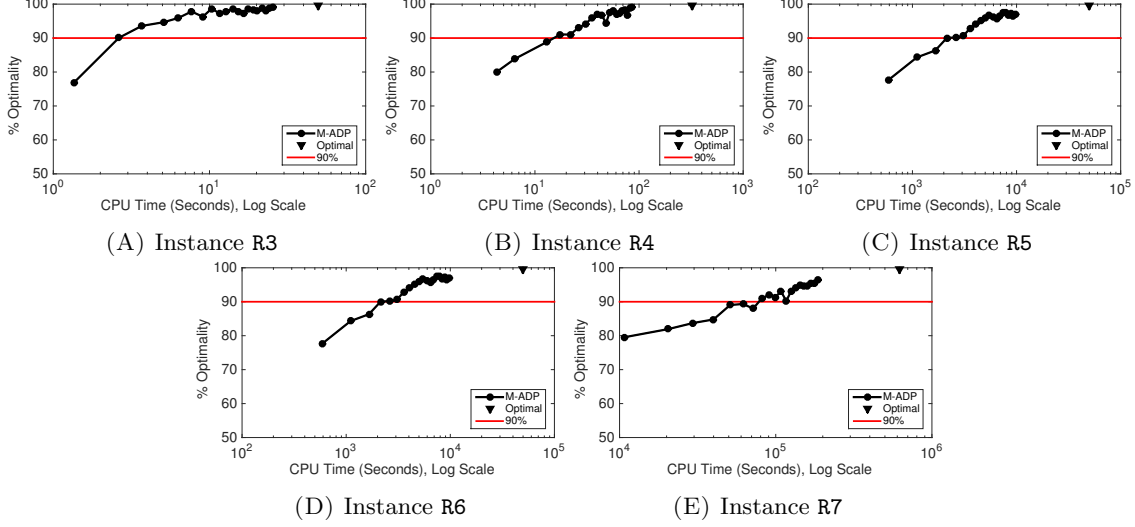 % Optimality
100
90
80
70
60
50
M-ADP
Optimal
90%
10^0
10^1
10^2
CPU Time (Seconds), Log Scale
(A) Instance R3
% Optimality
100
90
80
70
60
50
M-ADP
Optimal
90%
10^0
10^1
10^2
10^3
CPU Time (Seconds), Log Scale
(B) Instance R4
% Optimality
100
90
80
70
60
50
M-ADP
Optimal
90%
10^2
10^3
10^4
10^5
CPU Time (Seconds), Log Scale
(C) Instance R5
% Optimality
100
90
80
70
60
50
M-ADP
Optimal
90%
10^2
10^3
10^4
10^5
CPU Time (Seconds), Log Scale
(D) Instance R6
% Optimality
100
90
80
70
60
50
M-ADP
Optimal
90%
10^4
10^5
10^6
CPU Time (Seconds), Log Scale
(E) Instance R7